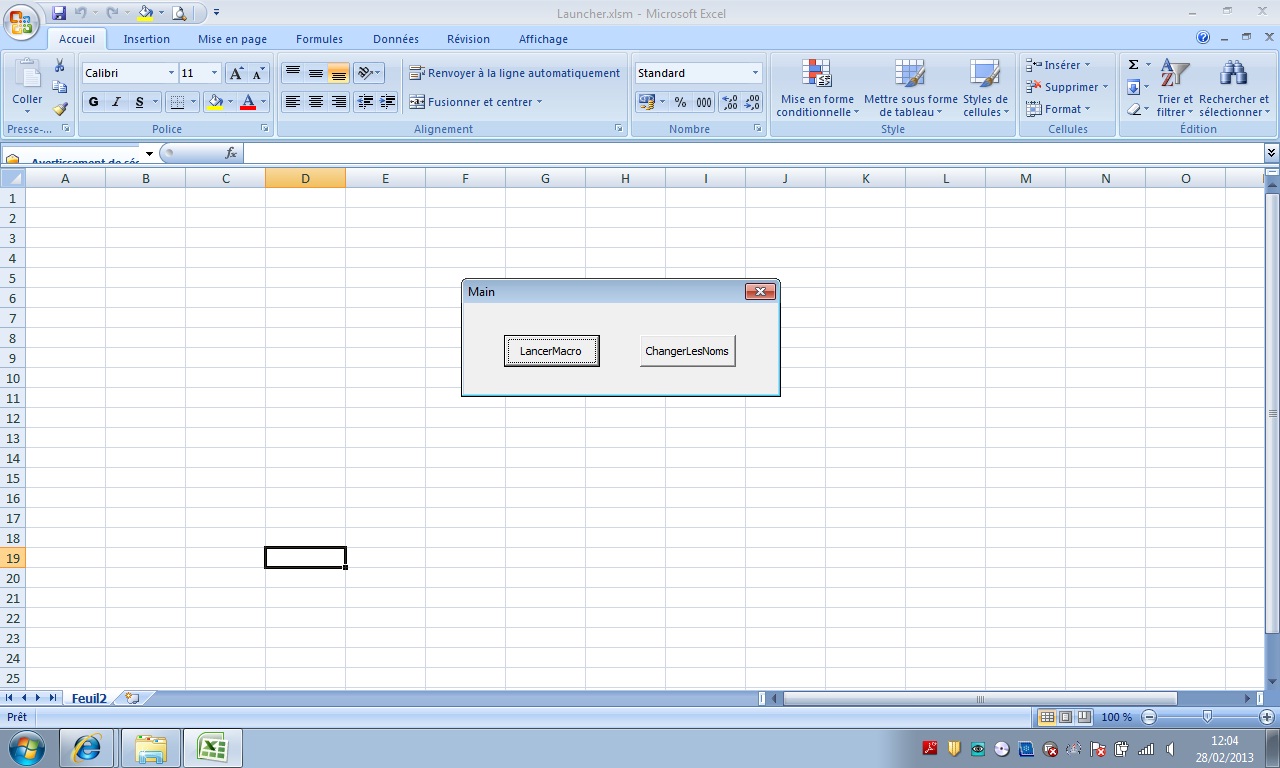 Launcher.xlsm - Microsoft Excel
Accueil Insertion Mise en page Formules Données Révision Affichage
Calibri 11 Renvoyer à la ligne automatiquement Standard Insérer Σ
Coller Mise en forme conditionnelle Mettre sous forme de tableau Styles de cellules Supprimer Trier et filtrer Rechercher et sélectionner
G I S A Fusionner et centrer % 000 Format
Presse-... Police Alignement Nombre Style Cellules Édition
Avertissement de séc fx
A B C D E F G H I J K L M N O
1
2
3
4
5
6
7
8
9
10
11
12
13
14
15
16
17
18
19
20
21
22
23
24
25
Main
LancerMacro ChangerLesNoms
Feuil2
Prêt 100 %
12:04
28/02/2013